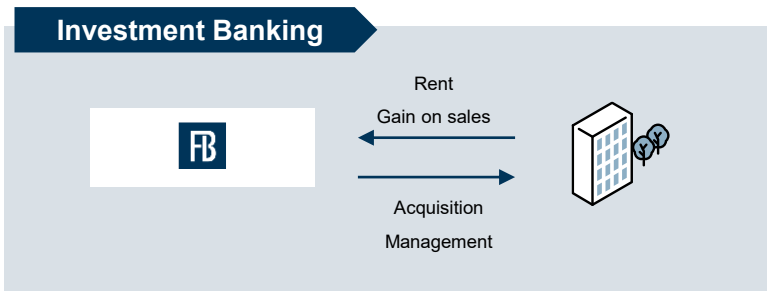 Investment Banking
Rent
Gain on sales
FB
Acquisition
Management